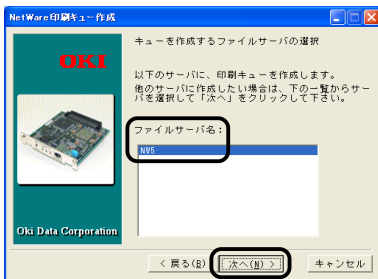 NetWare印刷キュー作成
OKI
キューを作成するファイルサーバの選択
以下のサーバに、印刷キューを作成します。
他のサーバに作成したい場合は、下の一覧からサー
バを選択して「次へ」をクリックして下さい。
ファイルサーバ名:
NW5
Oki Data Corporation
< 戻る(B)
次へ(N) >
キャンセル